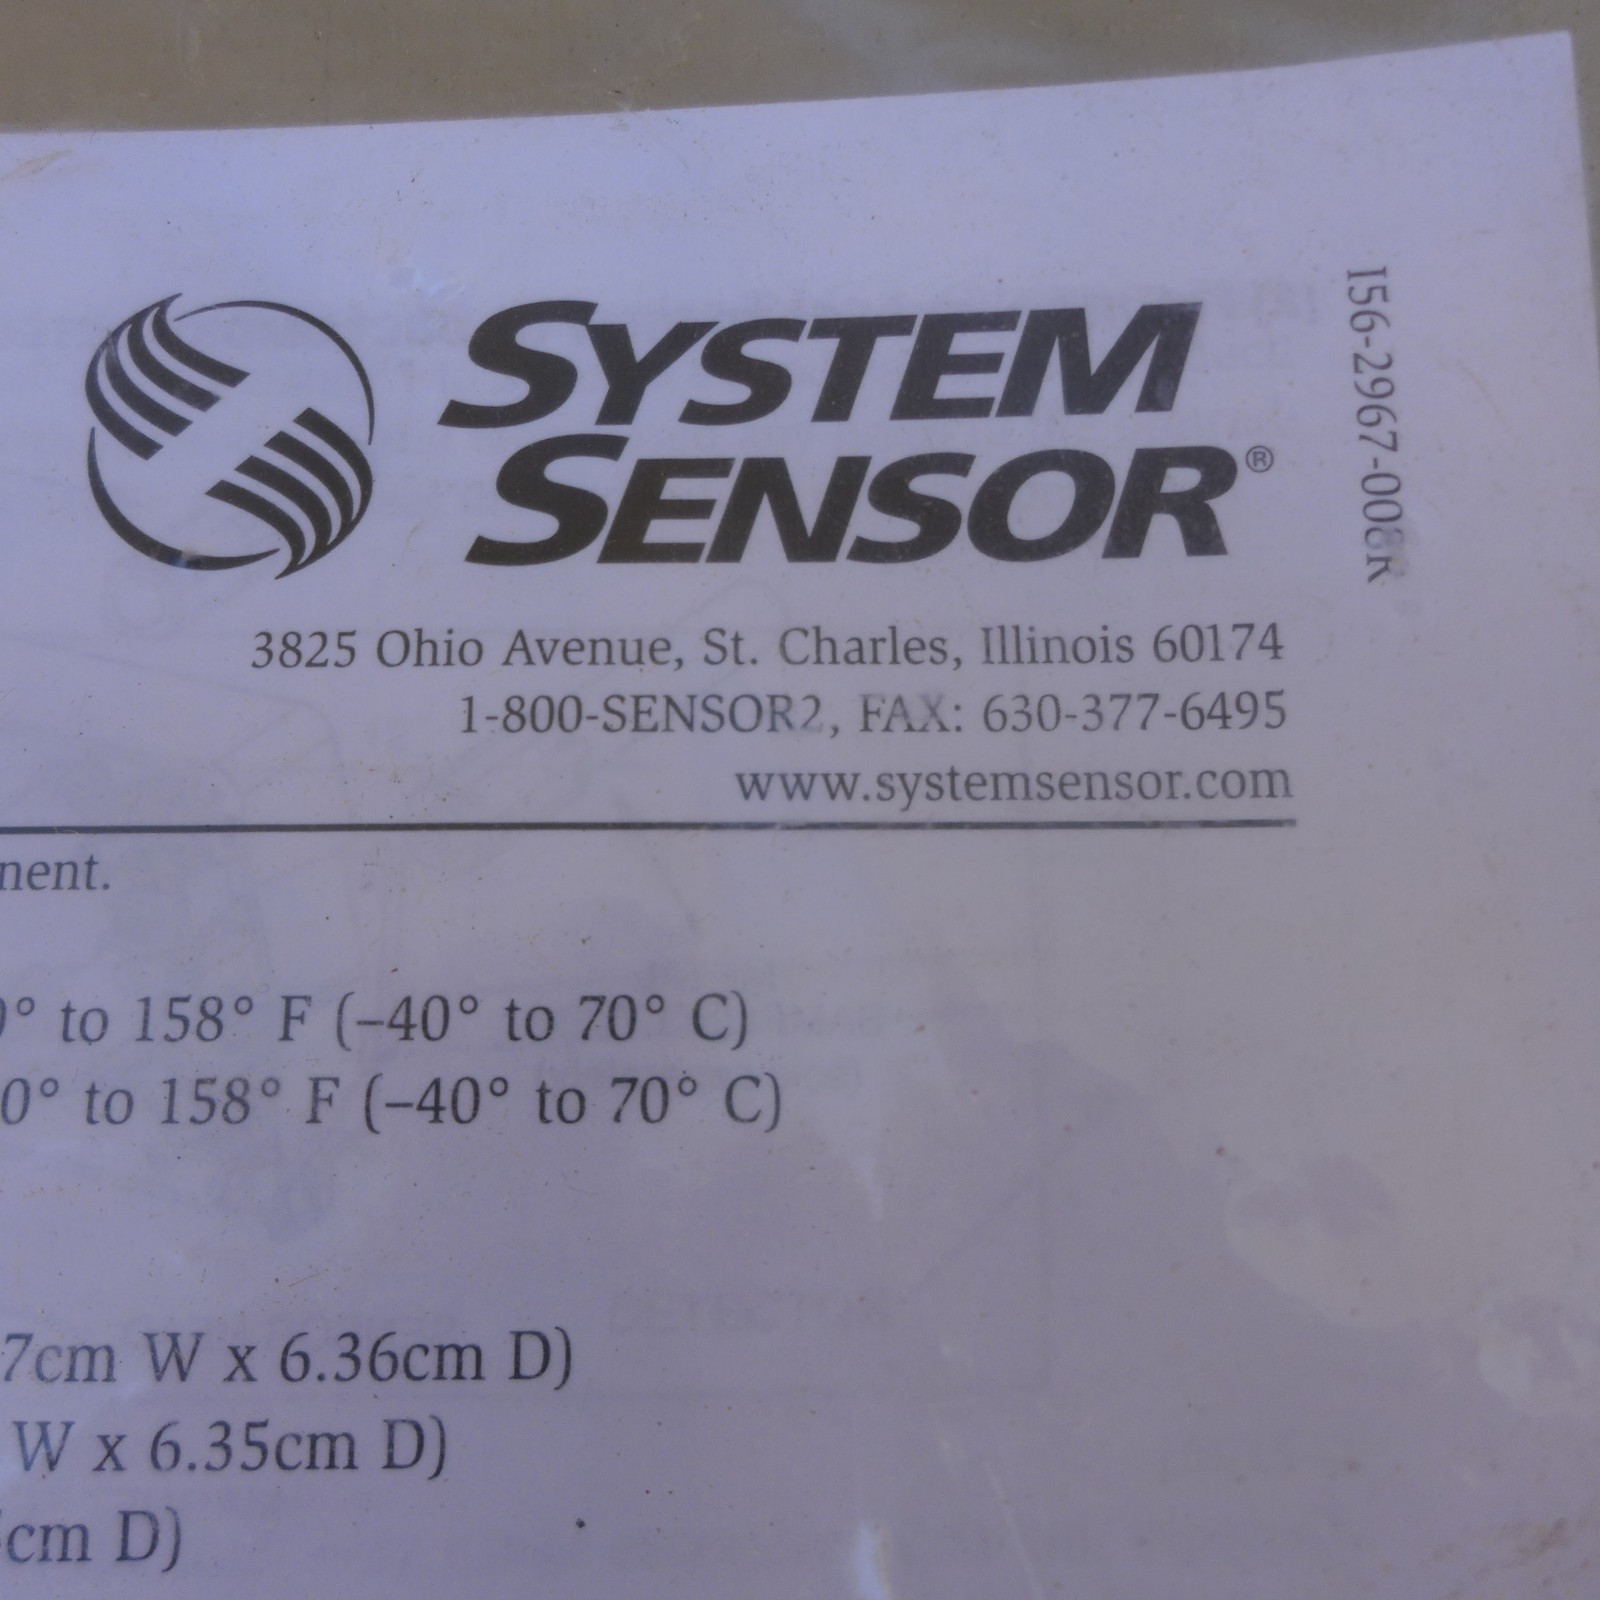 SYSTEM
SENSOR®
3825 Ohio Avenue, St. Charles, Illinois 60174
1-800-SENSOR2, FAX: 630-377-6495
www.systemsensor.com
I56-2967-008R
nent.
0° to 158° F (–40° to 70° C)
0° to 158° F (–40° to 70° C)
7cm W x 6.36cm D)
W x 6.35cm D)
cm D)